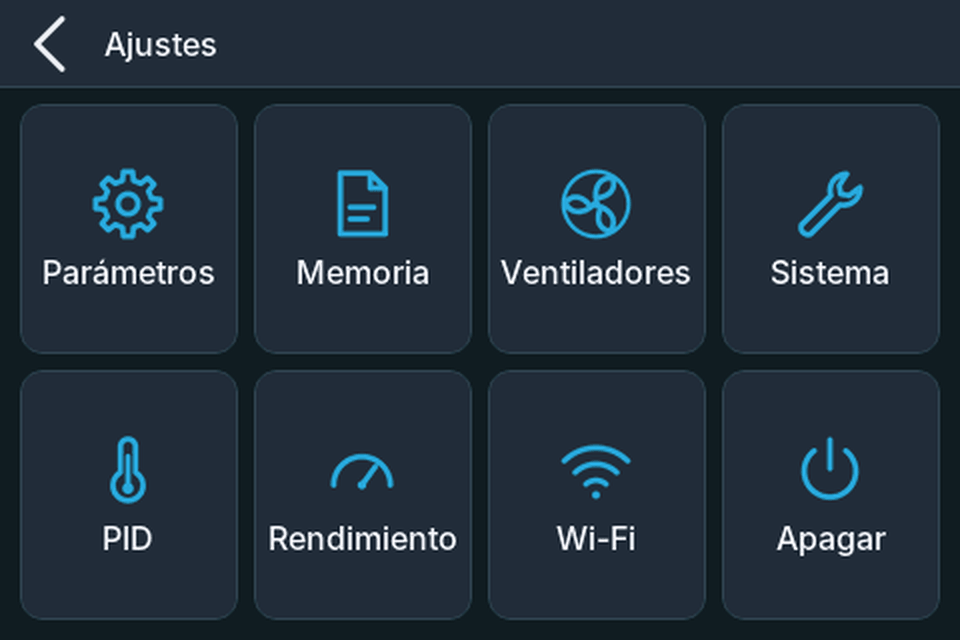 Ajustes
Parámetros
Memoria
Ventiladores
Sistema
PID
Rendimiento
Wi-Fi
Apagar